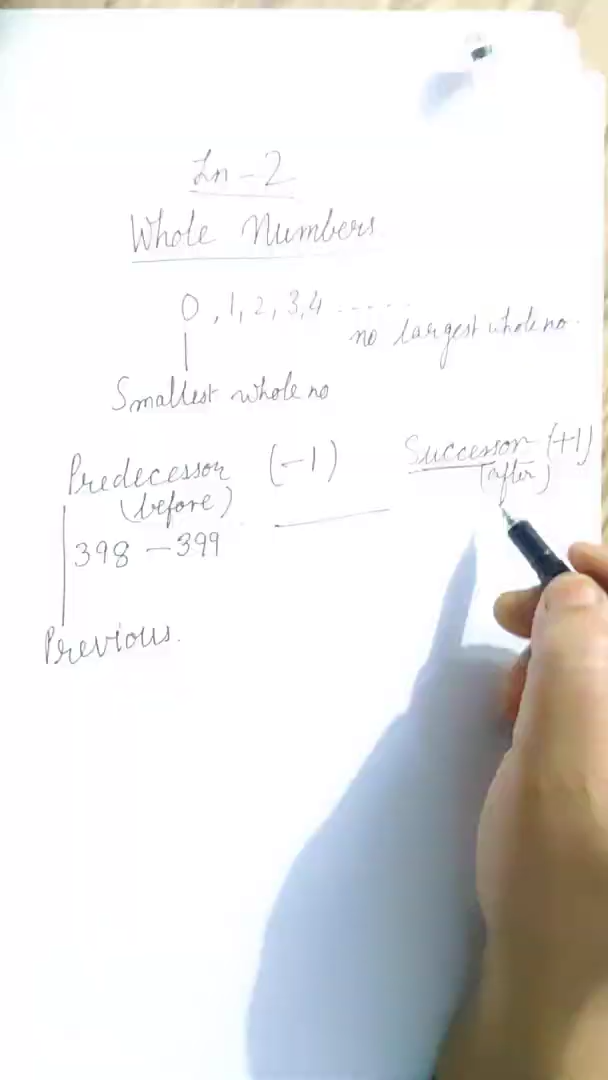 Ln - 2
Whole Numbers
0, 1, 2, 3, 4 ......
no largest whole no.
Smallest whole no
Predecessor (-1)
(before)
Successor (+1)
(after)
398 — 399
Previous.